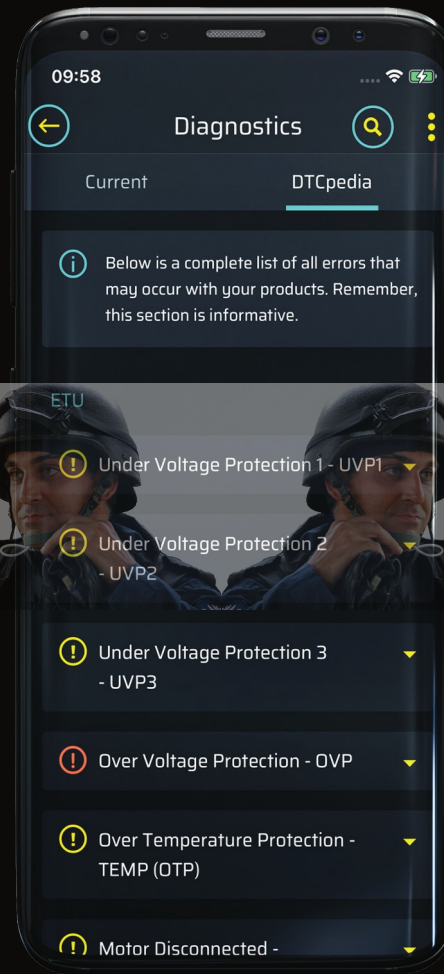 09:58
Diagnostics
Current
DTCpedia
Below is a complete list of all errors that
may occur with your products. Remember,
this section is informative.
ETU
Under Voltage Protection 1 - UVP1
Under Voltage Protection 2
- UVP2
Under Voltage Protection 3
- UVP3
Over Voltage Protection - OVP
Over Temperature Protection -
TEMP (OTP)
Motor Disconnected -